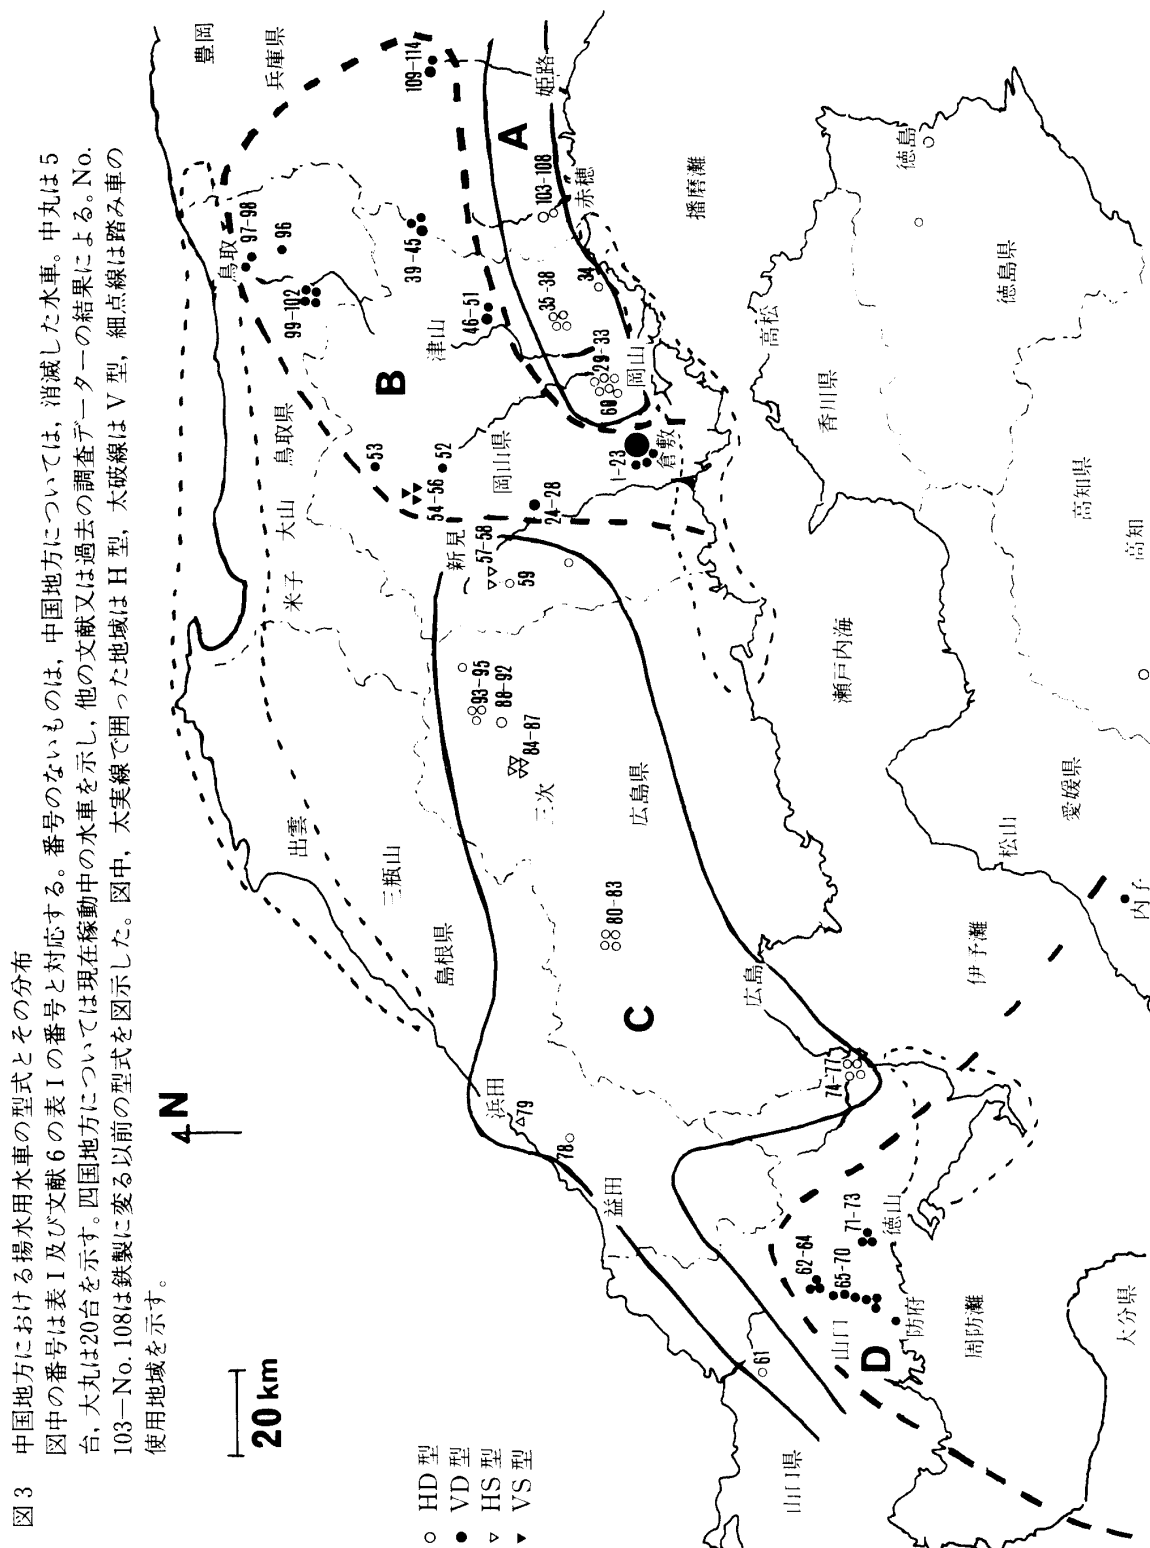 図3　中国地方における揚水用水車の型式とその分布
図中の番号は表I及び文献6の表Iの番号と対応する。番号のないものは，中国地方については，消滅した水車。中丸は5
台，大丸は20台を示す。四国地方については現在稼動中の水車を示し，他の文献又は過去の調査データーの結果による。No.
103―No. 108は鉄製に変る以前の型式を図示した。図中，太実線で囲った地域はH型，太破線はV型，細点線は踏み車の
使用地域を示す。
20 km
N
○ HD型
● VD型
▽ HS型
▼ VS型
豊岡
兵庫県
109-114
姫路
A
103-108
赤穂
播磨灘
鳥取
97-98
96
99-102
39-45
46-51
津山
35-38
34
29-33
岡山
60
B
鳥取県
53
52
54-56
岡山県
1-23
倉敷
24-28
大山
米子
新見
57-58
59
93-95
88-92
84-87
三次
広島県
出雲
三瓶山
島根県
80-83
C
広島
浜田
79
78
益田
74-77
62-64
65-70
71-73
徳山
山口
防府
D
61
山口県
周防灘
大分県
伊予灘
瀬戸内海
松山
内子
愛媛県
高知
高知県
香川県
高松
徳島県
徳島